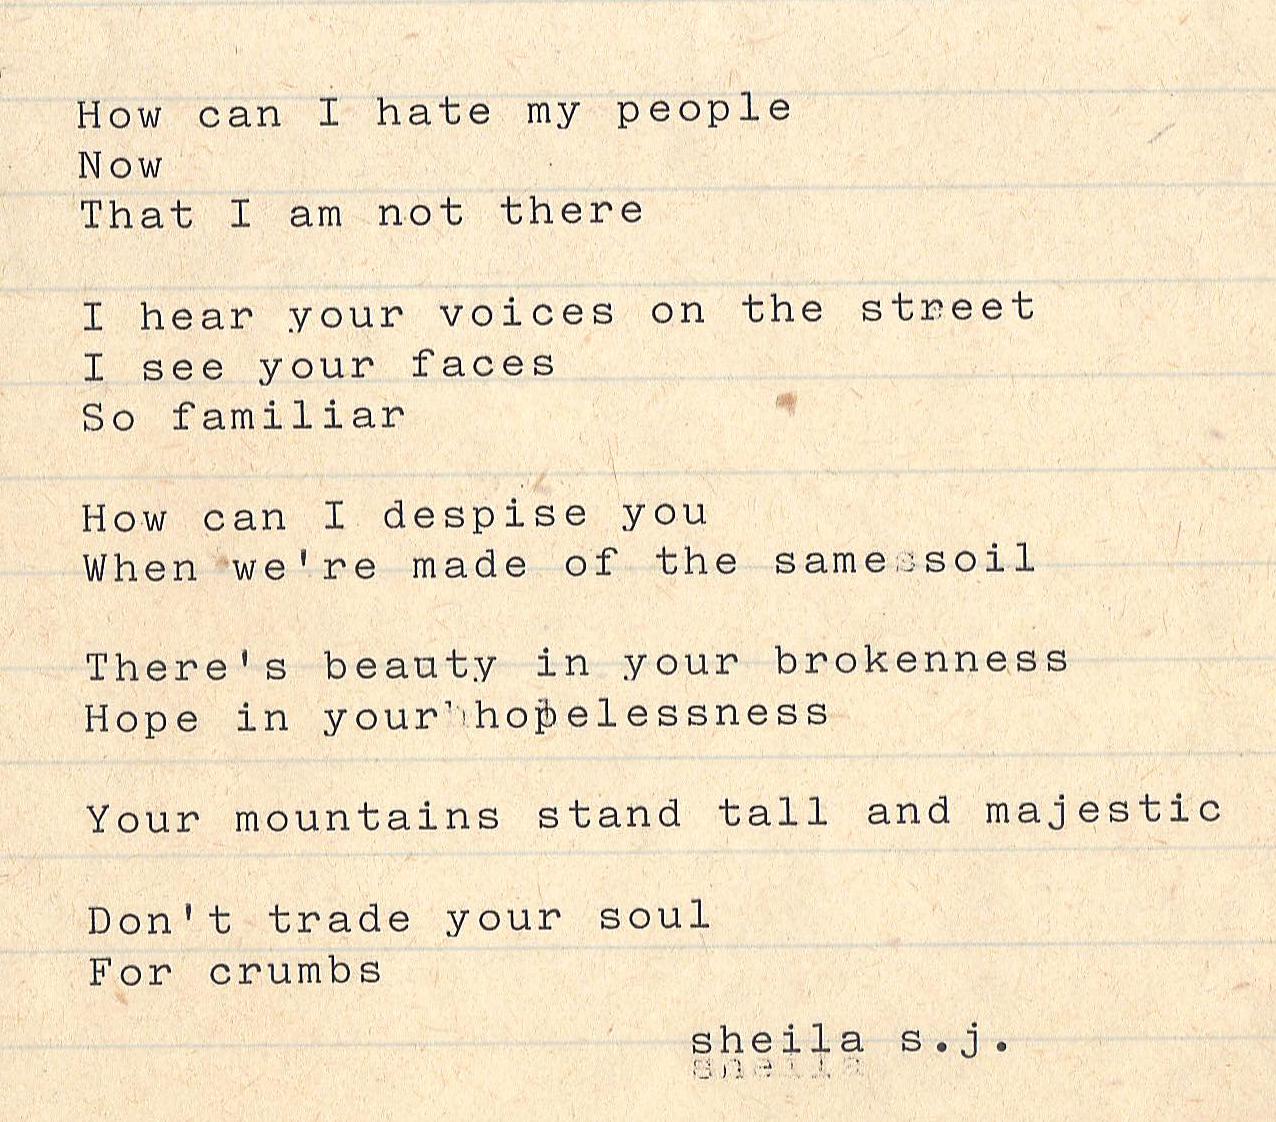 How can I hate my people
Now
That I am not there
I hear your voices on the street
I see your faces
So familiar
How can I despise you
When we're made of the same soil
There's beauty in your brokenness
Hope in your hopelessness
Your mountains stand tall and majestic
Don't trade your soul
For crumbs
sheila s.j.
sheila